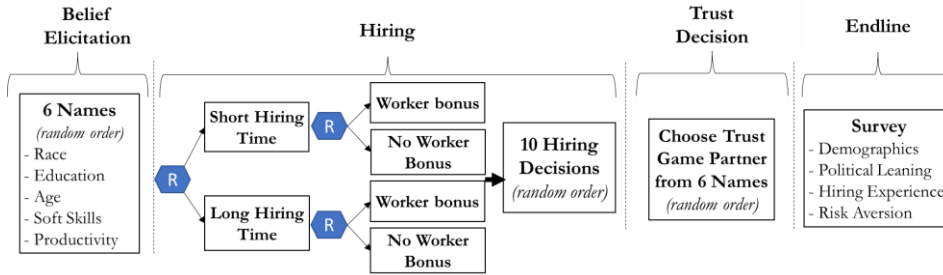 Belief
Elicitation
Hiring
Trust
Decision
Endline
6 Names
(random order)
- Race
- Education
- Age
- Soft Skills
- Productivity
R
Short Hiring
Time
R
Worker bonus
No Worker
Bonus
Long Hiring
Time
R
Worker bonus
No Worker
Bonus
10 Hiring
Decisions
(random order)
Choose Trust
Game Partner
from 6 Names
(random order)
Survey
- Demographics
- Political Leaning
- Hiring Experience
- Risk Aversion